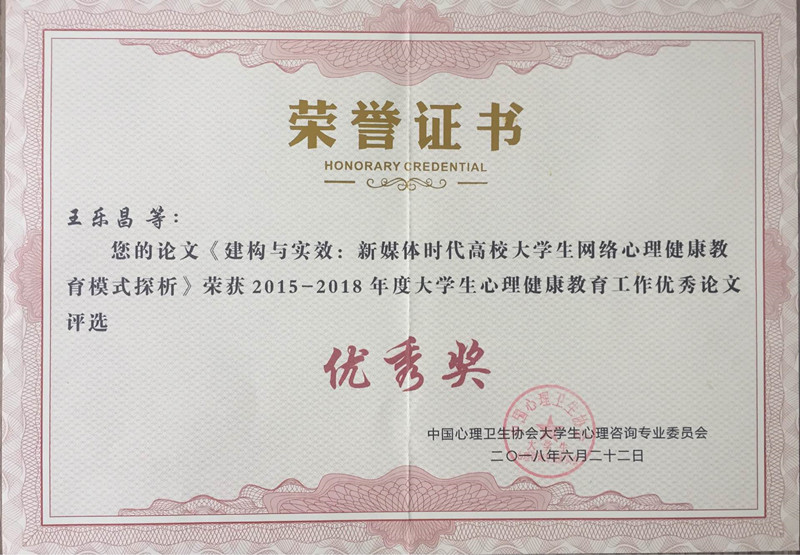 荣誉证书
HONORARY CREDENTIAL
王乐昌 等：
您的论文《建构与实效：新媒体时代高校大学生网络心理健康教
育模式探析》荣获 2015-2018 年度大学生心理健康教育工作优秀论文
评选
优秀奖
中国心理卫生协会大学生心理咨询专业委员会
二〇一八年六月二十二日